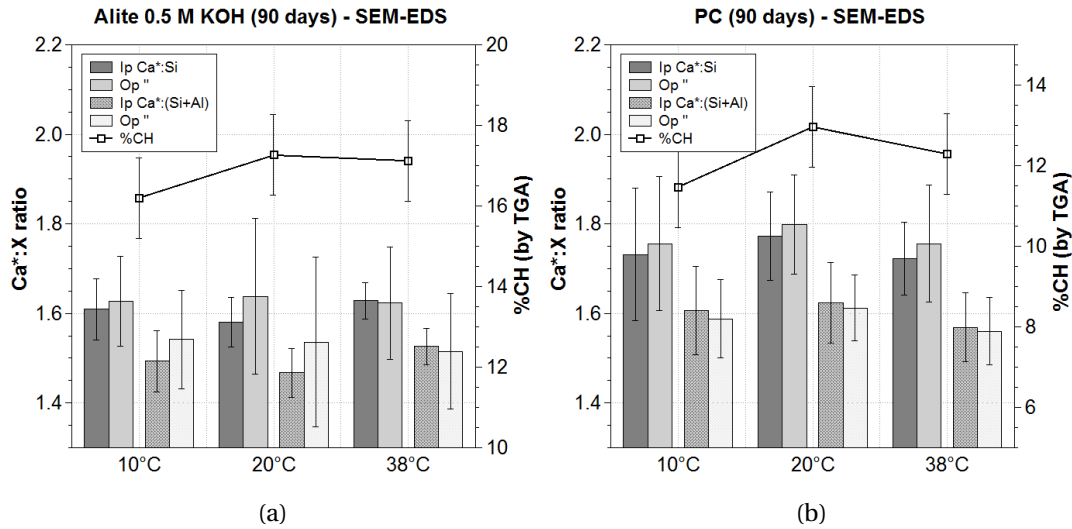 Alite 0.5 M KOH (90 days) - SEM-EDS
2.2
2.0
1.8
1.6
1.4
Ca*:X ratio
Ip Ca*:Si
Op "
Ip Ca*:(Si+Al)
Op "
%CH
20
18
16
14
12
10
%CH (by TGA)
10°C 20°C 38°C
(a)
PC (90 days) - SEM-EDS
2.2
2.0
1.8
1.6
1.4
Ca*:X ratio
Ip Ca*:Si
Op "
Ip Ca*:(Si+Al)
Op "
%CH
14
12
10
8
6
%CH (by TGA)
10°C 20°C 38°C
(b)